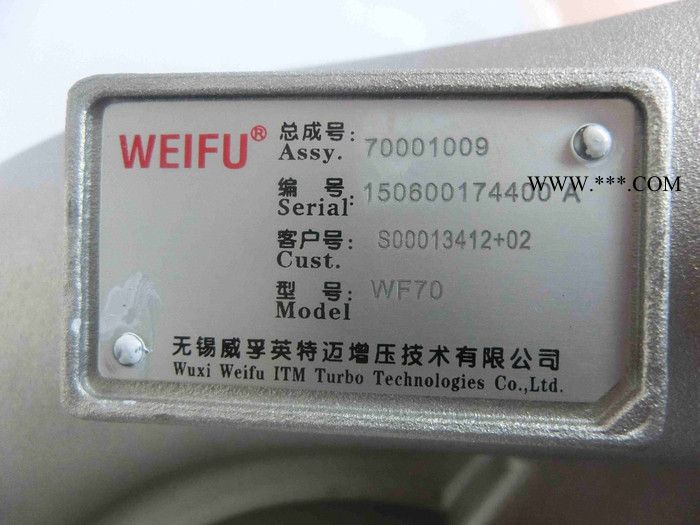 WEIFU®
总成号: 70001009
Assy.
编 号: 150600174400 A
Serial
WWW.***.COM
客户号: S00013412+02
Cust.
型 号: WF70
Model
无锡威孚英特迈增压技术有限公司
Wuxi Weifu ITM Turbo Technologies Co.,Ltd.